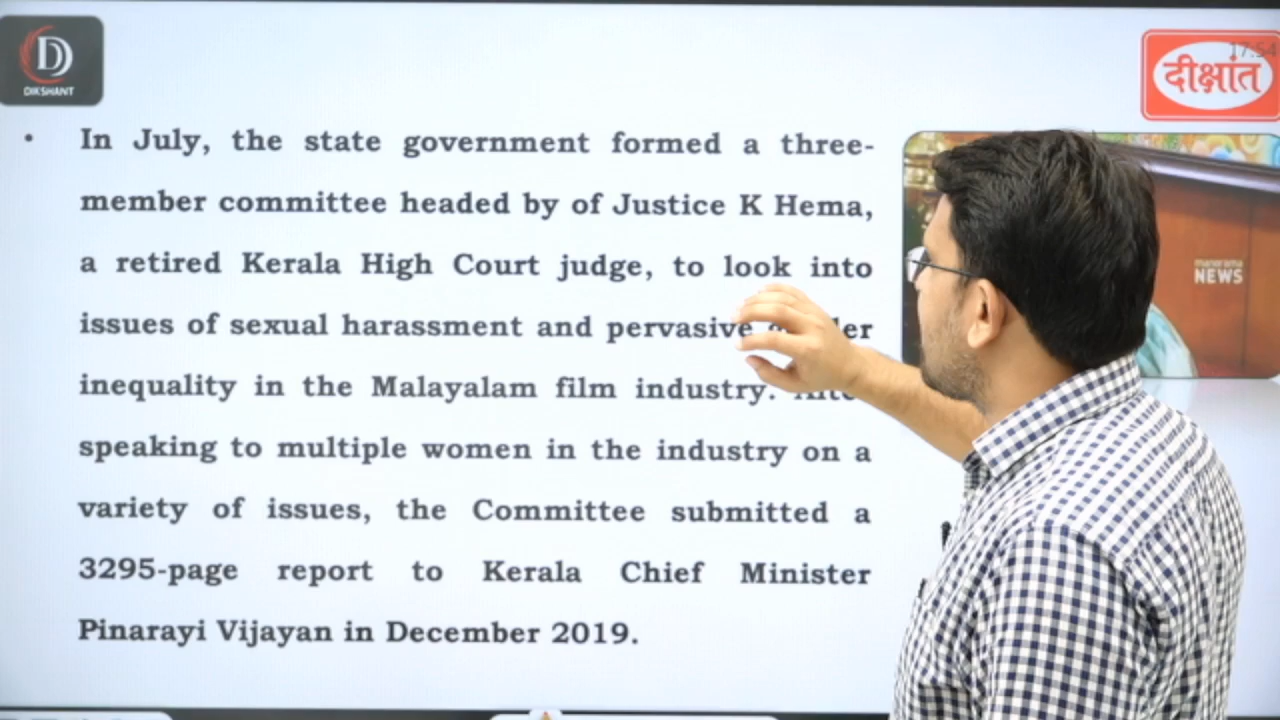 D
DIKSHANT
17:54
दीक्षांत
• In July, the state government formed a three-
member committee headed by of Justice K Hema,
a retired Kerala High Court judge, to look into
issues of sexual harassment and pervasive
inequality in the Malayalam film industry.
speaking to multiple women in the industry on a
variety of issues, the Committee submitted a
3295-page report to Kerala Chief Minister
Pinarayi Vijayan in December 2019.
manorama
NEWS